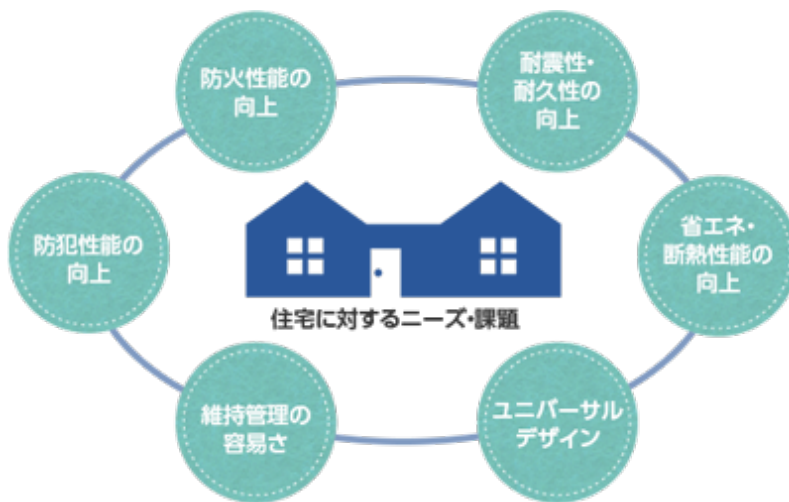 防火性能の
向上
耐震性・
耐久性の
向上
防犯性能の
向上
省エネ・
断熱性能の
向上
住宅に対するニーズ・課題
維持管理の
容易さ
ユニバーサル
デザイン